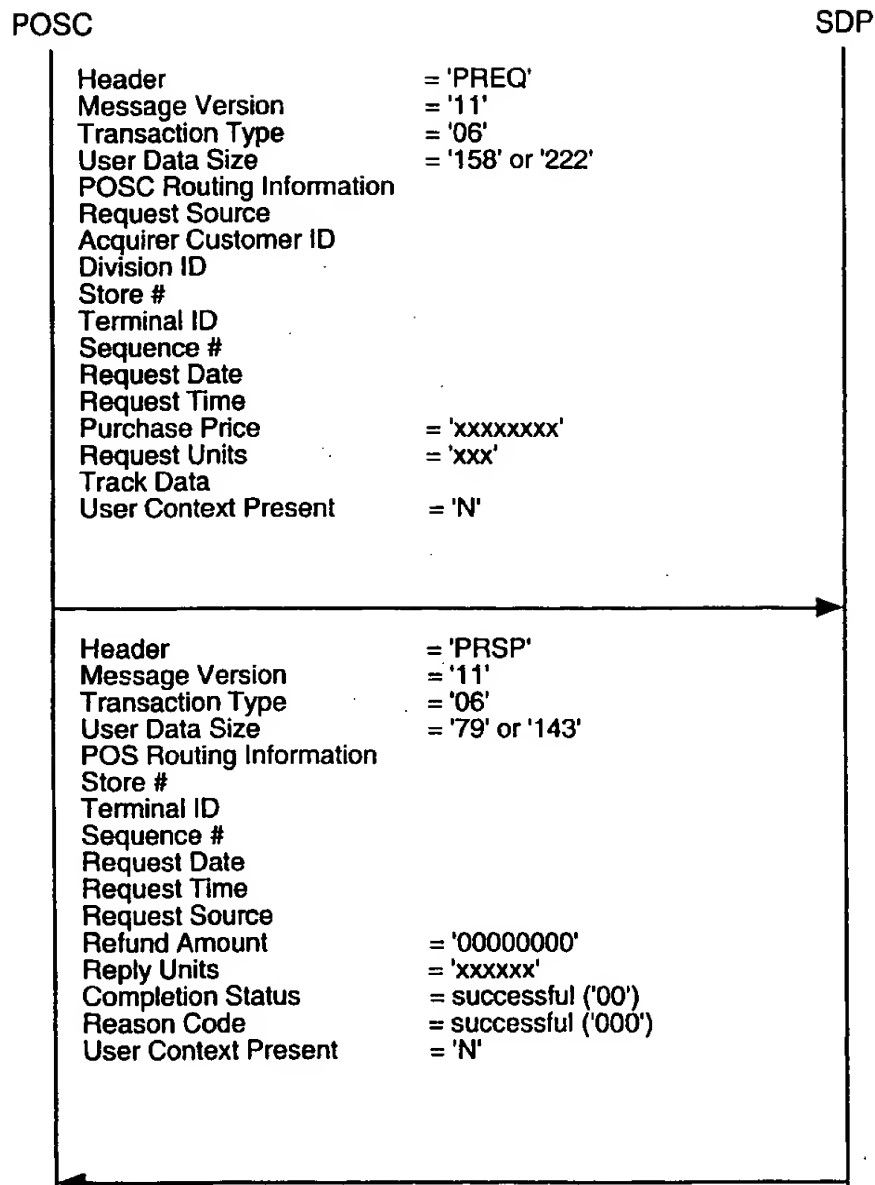 POSC SDP
Header = 'PREQ'
Message Version = '11'
Transaction Type = '06'
User Data Size = '158' or '222'
POSC Routing Information
Request Source
Acquirer Customer ID
Division ID
Store #
Terminal ID
Sequence #
Request Date
Request Time
Purchase Price = 'xxxxxxxx'
Request Units = 'xxx'
Track Data
User Context Present = 'N'
Header = 'PRSP'
Message Version = '11'
Transaction Type = '06'
User Data Size = '79' or '143'
POS Routing Information
Store #
Terminal ID
Sequence #
Request Date
Request Time
Request Source
Refund Amount = '00000000'
Reply Units = 'xxxxxx'
Completion Status = successful ('00')
Reason Code = successful ('000')
User Context Present = 'N'